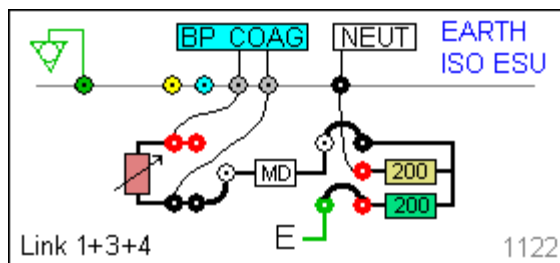 BP COAG
NEUT
EARTH
ISO ESU
MD
200
200
E
Link 1+3+4
1122